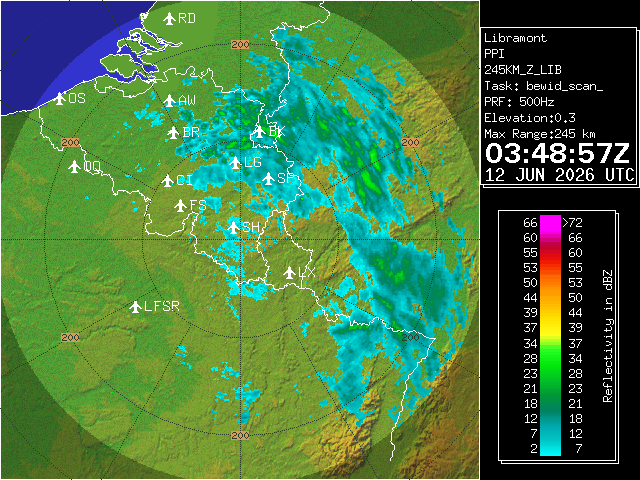 Libramont
PPI
245KM_Z_LIB
Task: bewid_scan_
PRF: 500Hz
Elevation:0.3
Max Range:245 km
03:48:57Z
12 JUN 2026 UTC
RD
200
OS
AW
BR
BK
200
200
QQ
LG
CI
SP
FS
SH
LX
LFSR
200
200
200
66 >72
60 66
55 60
53 55
50 53
44 50
39 44
37 39
34 37
28 34
23 28
21 23
18 21
12 18
7 12
2 7
Reflectivity in dBZ